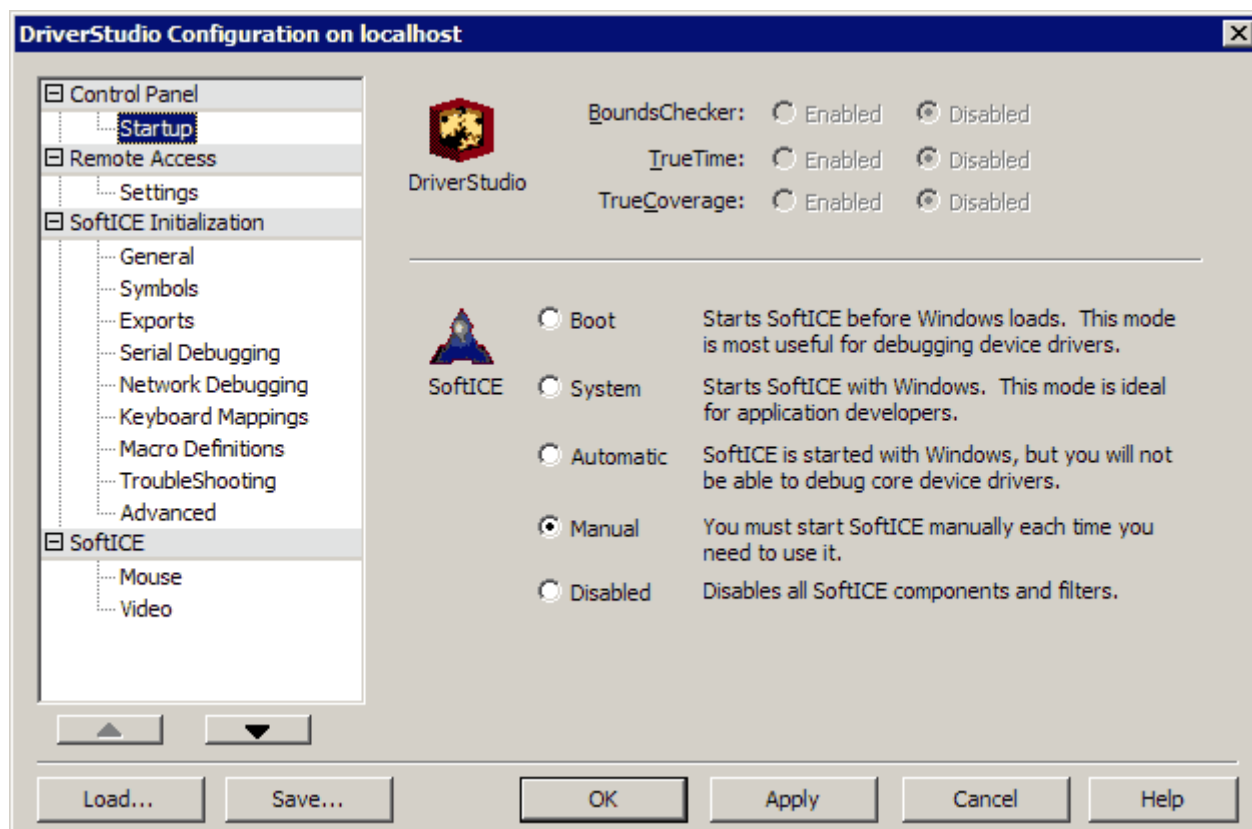 DriverStudio Configuration on localhost
Control Panel
Startup
Remote Access
Settings
SoftICE Initialization
General
Symbols
Exports
Serial Debugging
Network Debugging
Keyboard Mappings
Macro Definitions
TroubleShooting
Advanced
SoftICE
Mouse
Video
DriverStudio
BoundsChecker: Enabled Disabled
TrueTime: Enabled Disabled
TrueCoverage: Enabled Disabled
SoftICE
Boot Starts SoftICE before Windows loads. This mode
is most useful for debugging device drivers.
System Starts SoftICE with Windows. This mode is ideal
for application developers.
Automatic SoftICE is started with Windows, but you will not
be able to debug core device drivers.
Manual You must start SoftICE manually each time you
need to use it.
Disabled Disables all SoftICE components and filters.
Load... Save... OK Apply Cancel Help